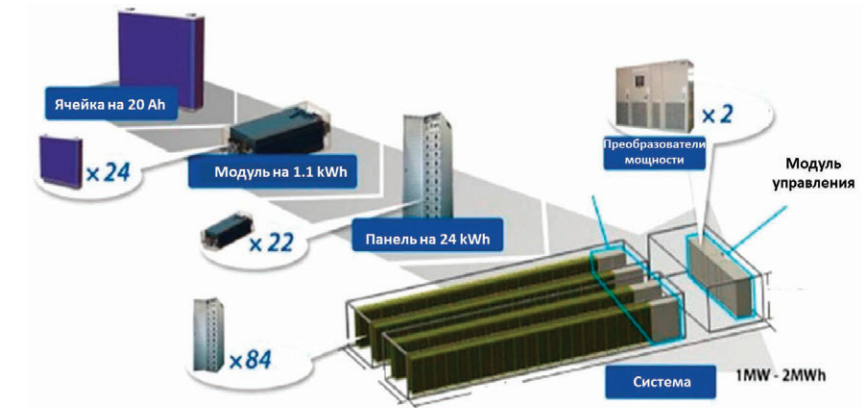 Ячейка на 20 Ah
× 24
Модуль на 1.1 kWh
× 22
Панель на 24 kWh
× 84
× 2
Преобразователи
мощности
Модуль
управления
Система
1MW - 2MWh